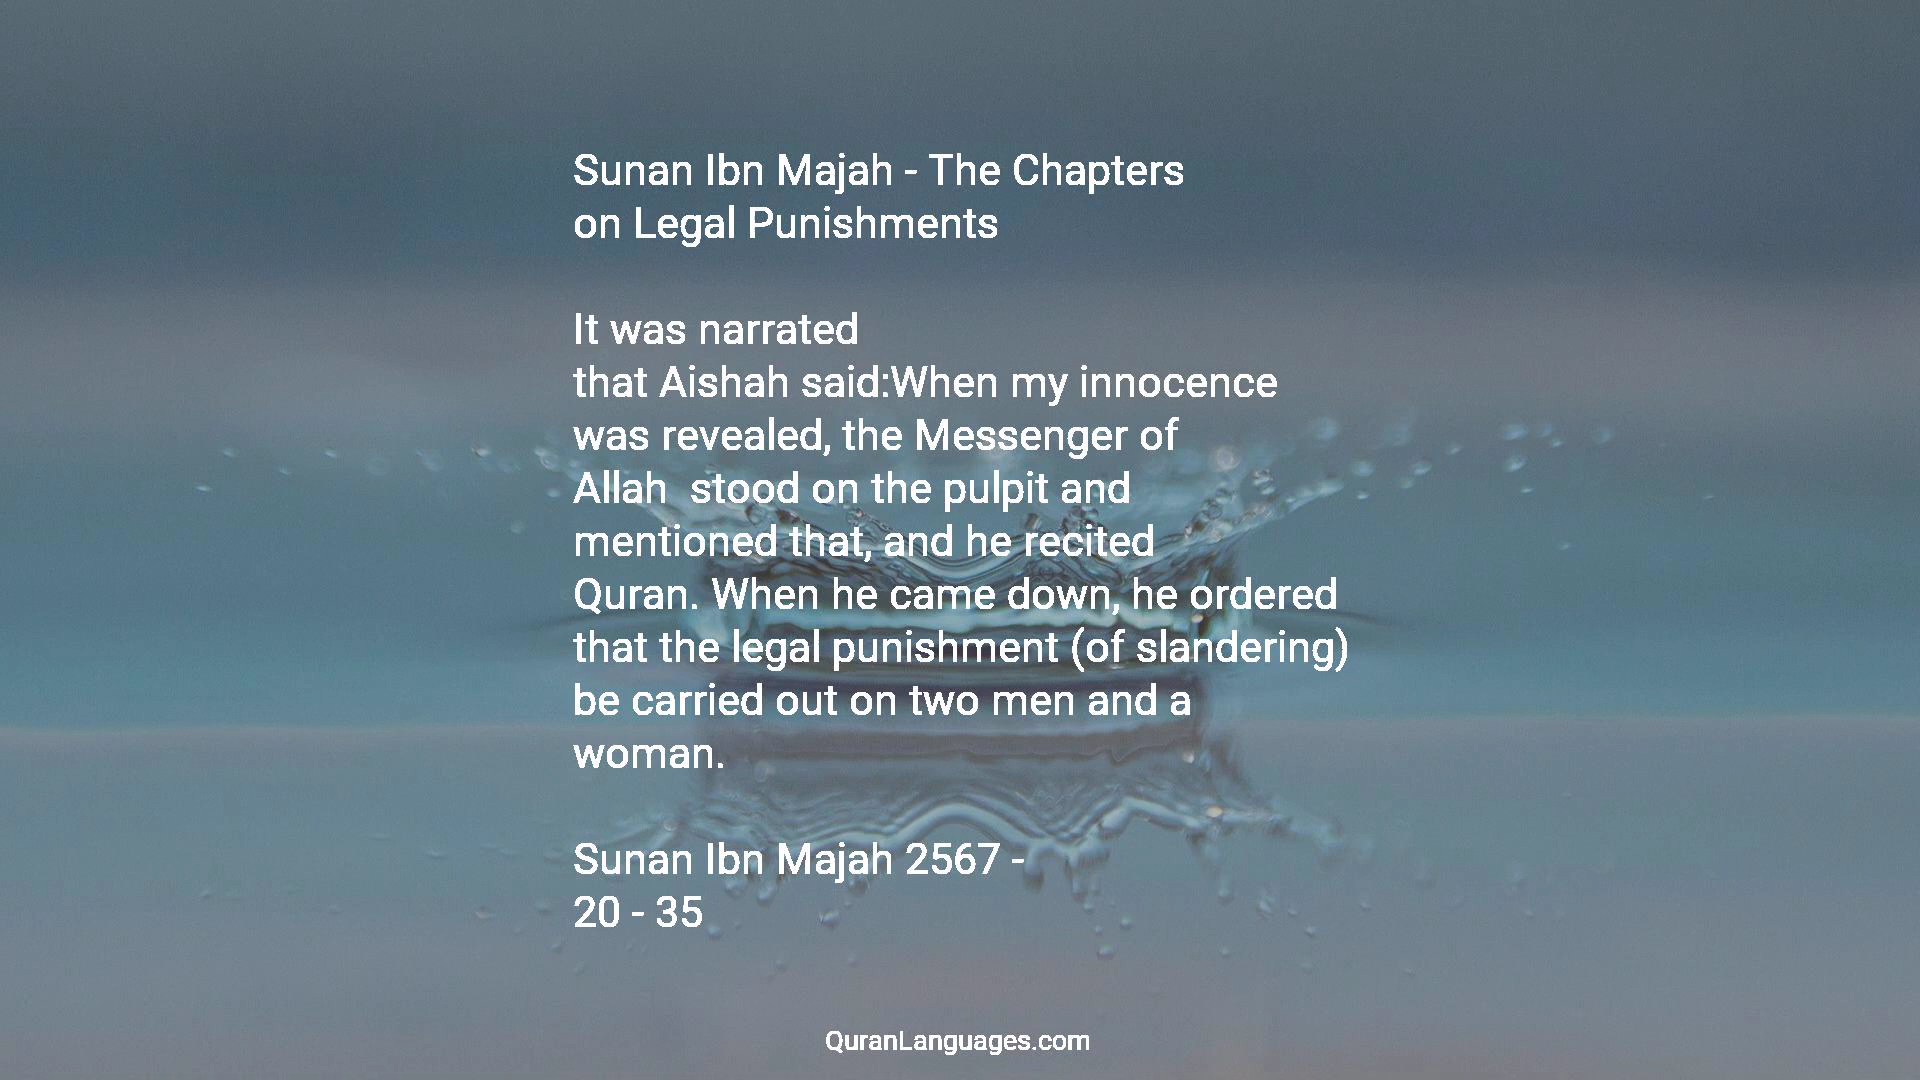 Sunan Ibn Majah - The Chapters
on Legal Punishments
It was narrated
that Aishah said:When my innocence
was revealed, the Messenger of
Allah  stood on the pulpit and
mentioned that, and he recited
Quran. When he came down, he ordered
that the legal punishment (of slandering)
be carried out on two men and a
woman.
Sunan Ibn Majah 2567 -
20 - 35
QuranLanguages.com